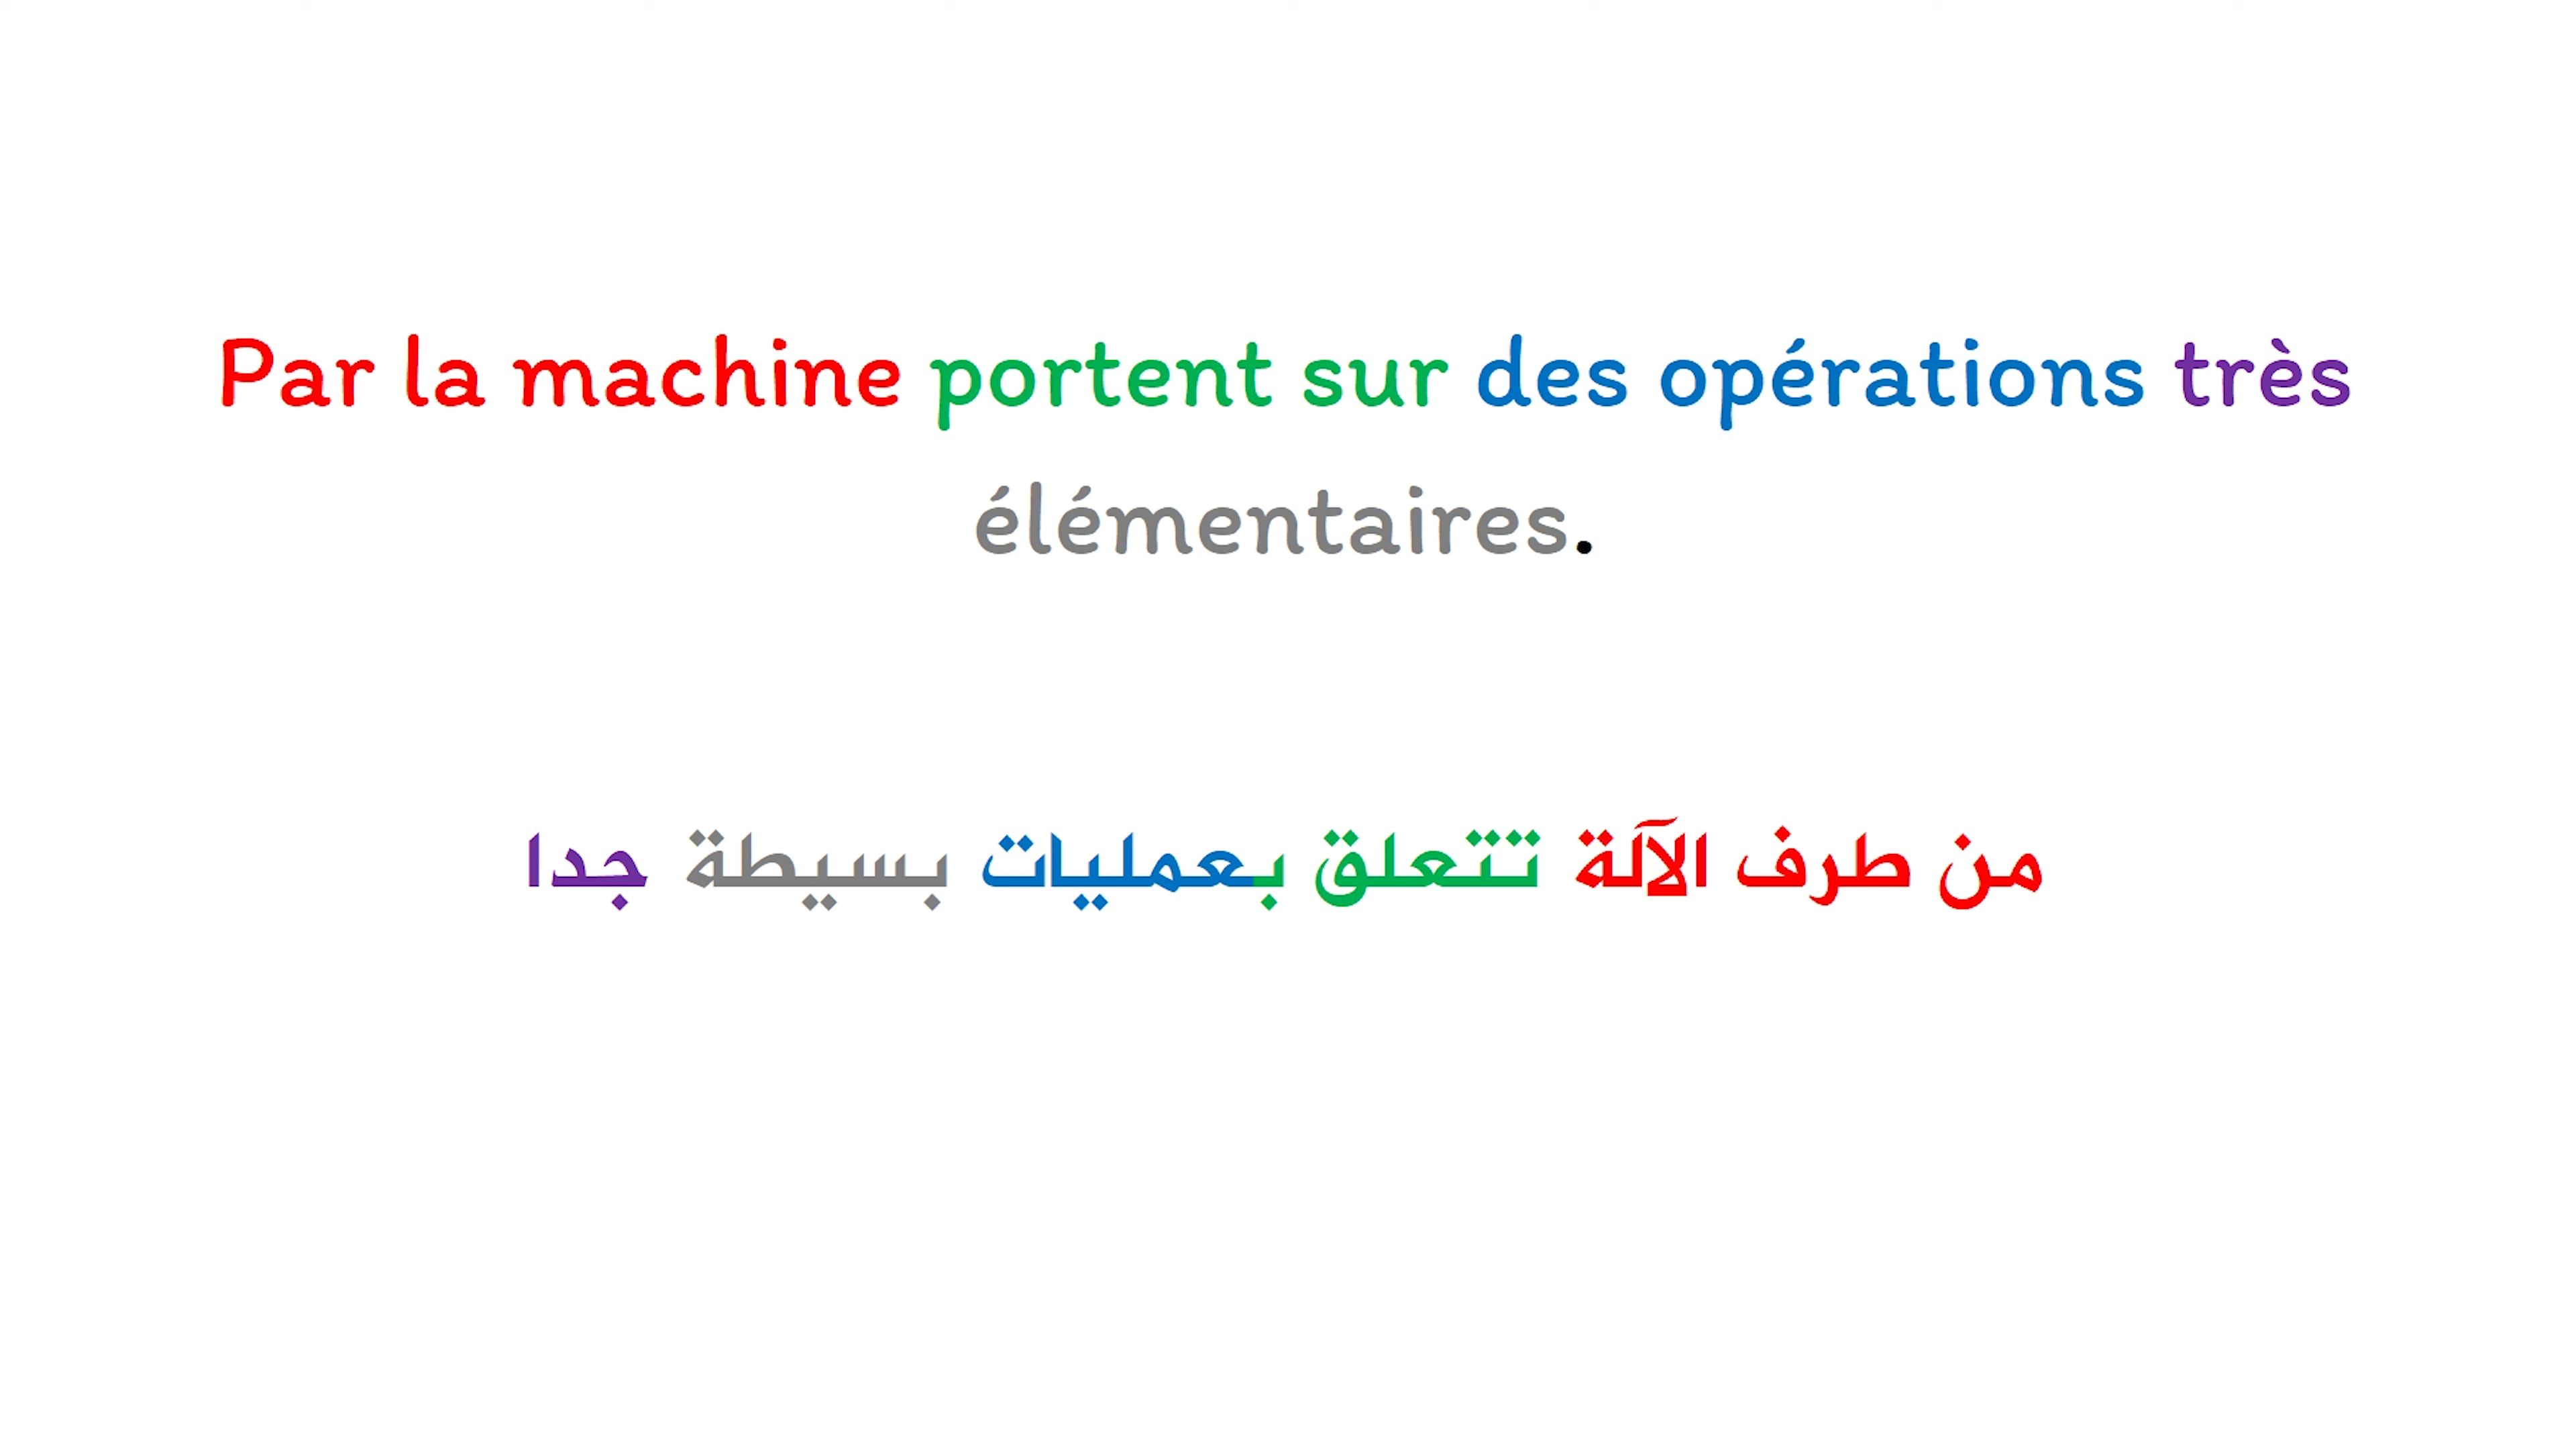 Par la machine portent sur des opérations très
élémentaires.
من طرف الآلة تتعلق بعمليات بسيطة جدا